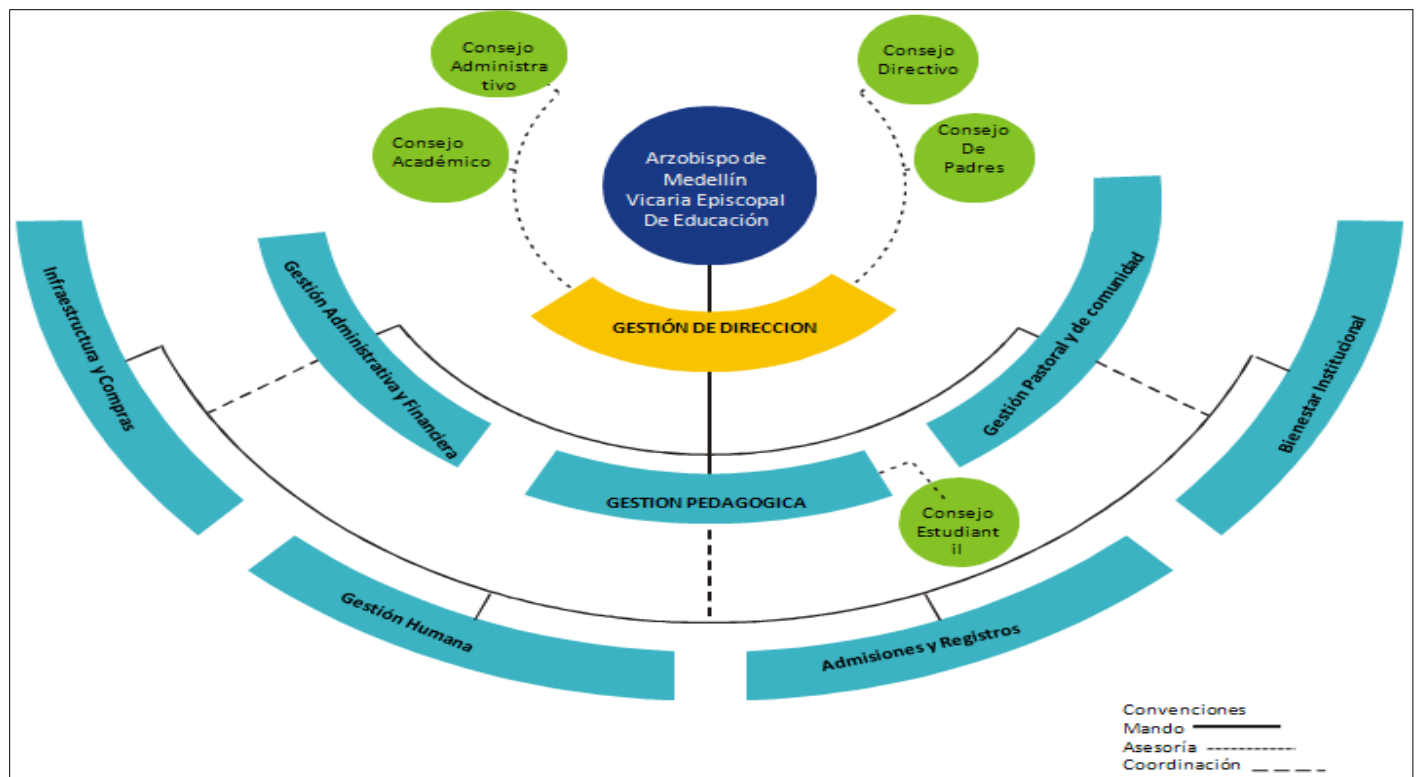 Consejo
Administra
tivo
Consejo
Directivo
Consejo
Académico
Consejo
De
Padres
Arzobispo de
Medellín
Vicaria Episcopal
De Educación
GESTIÓN DE DIRECCION
Infraestructura y Compras
Gestión Administrativa y Financiera
Gestión Pastoral y de comunidad
Bienestar Institucional
GESTION PEDAGOGICA
Consejo
Estudiant
il
Gestión Humana
Admisiones y Registros
Convenciones
Mando
Asesoría
Coordinación